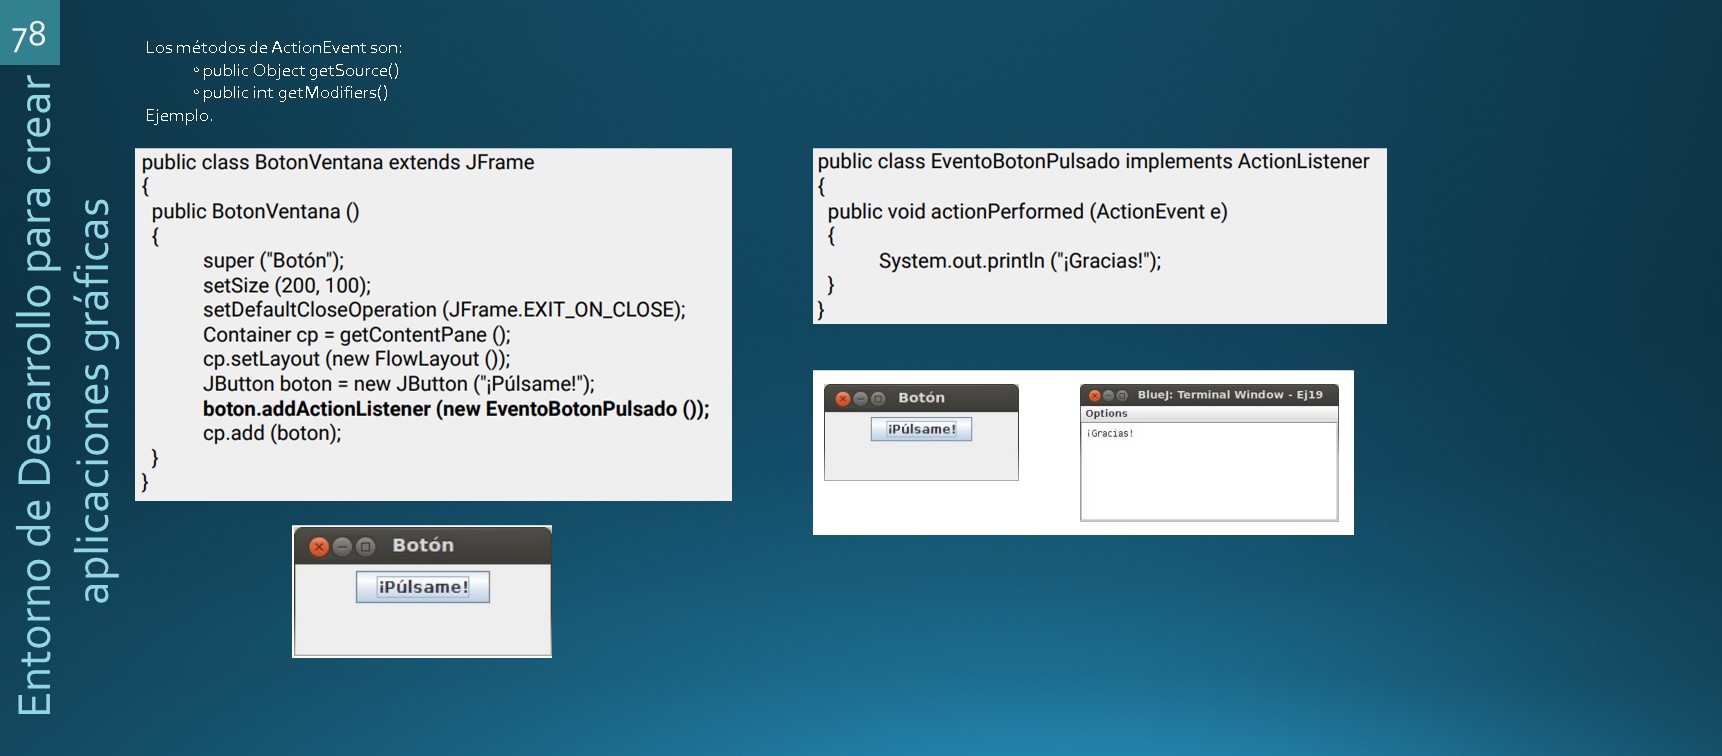 78
Entorno de Desarrollo para crear
aplicaciones gráficas
Los métodos de ActionEvent son:
◦ public Object getSource()
◦ public int getModifiers()
Ejemplo.
public class BotonVentana extends JFrame
{
public BotonVentana ()
{
super ("Botón");
setSize (200, 100);
setDefaultCloseOperation (JFrame.EXIT_ON_CLOSE);
Container cp = getContentPane ();
cp.setLayout (new FlowLayout ());
JButton boton = new JButton ("¡Púlsame!");
boton.addActionListener (new EventoBotonPulsado ());
cp.add (boton);
}
}
Botón
¡Púlsame!
public class EventoBotonPulsado implements ActionListener
{
public void actionPerformed (ActionEvent e)
{
System.out.println ("¡Gracias!");
}
}
Botón
¡Púlsame!
BlueJ: Terminal Window - Ej19
Options
¡Gracias!